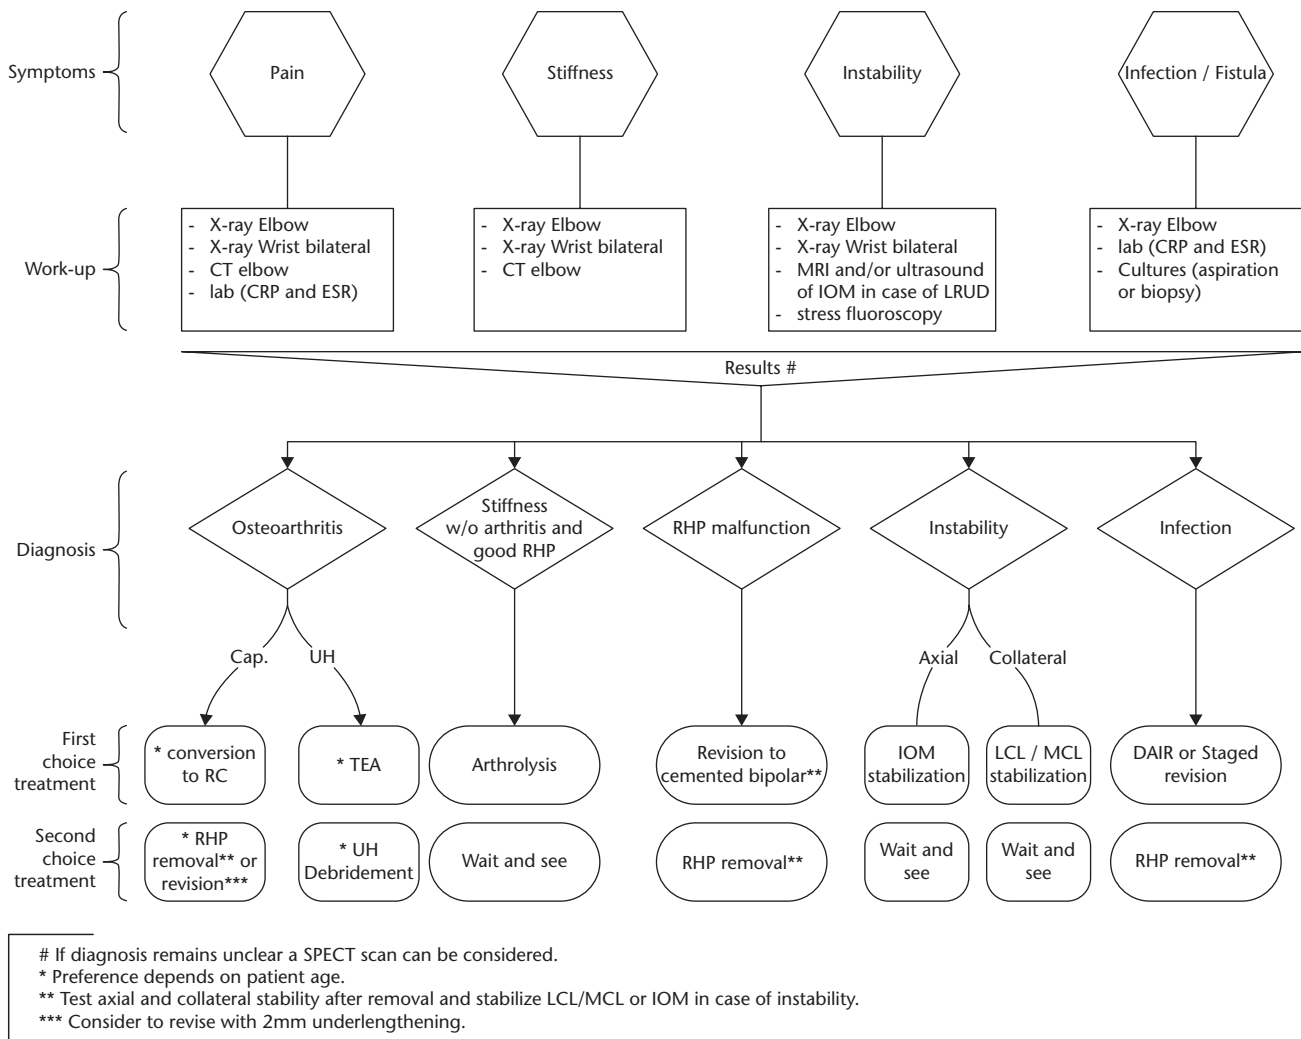 Symptoms
Pain
Stiffness
Instability
Infection / Fistula
Work-up
- X-ray Elbow
- X-ray Wrist bilateral
- CT elbow
- lab (CRP and ESR)
- X-ray Elbow
- X-ray Wrist bilateral
- CT elbow
- X-ray Elbow
- X-ray Wrist bilateral
- MRI and/or ultrasound
of IOM in case of LRUD
- stress fluoroscopy
- X-ray Elbow
- lab (CRP and ESR)
- Cultures (aspiration
or biopsy)
Results #
Diagnosis
Osteoarthritis
Stiffness
w/o arthritis and
good RHP
RHP malfunction
Instability
Infection
Cap.
UH
Axial
Collateral
First
choice
treatment
* conversion
to RC
* TEA
Arthrolysis
Revision to
cemented bipolar**
IOM
stabilization
LCL / MCL
stabilization
DAIR or Staged
revision
Second
choice
treatment
* RHP
removal** or
revision***
* UH
Debridement
Wait and see
RHP removal**
Wait and
see
Wait and
see
RHP removal**
# If diagnosis remains unclear a SPECT scan can be considered.
* Preference depends on patient age.
** Test axial and collateral stability after removal and stabilize LCL/MCL or IOM in case of instability.
*** Consider to revise with 2mm underlengthening.